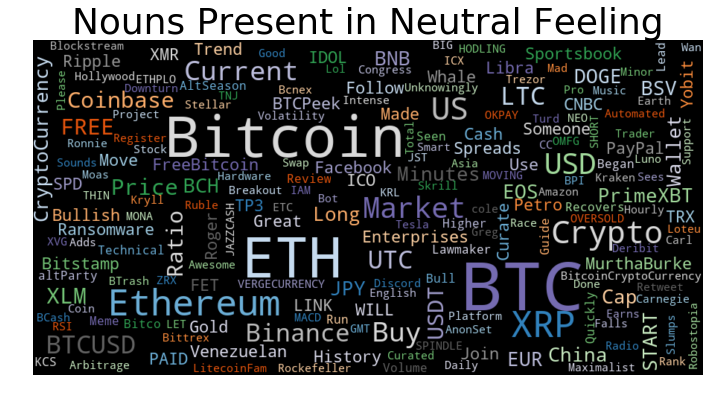 Nouns Present in Neutral Feeling
Blockstream
XMR
Trend
Good
IDOL
BNB
BIG
HODLING
Sportsbook
Lead
Wan
Ripple
Hollywood
ETHPLO
Current
Lol
Congress
ICX
Libra
Mad
Minor
Please
Downturn
AltSeason
TNJ
Follow
Whale
Unknowingly
Trezor
DOGE
Yobit
CryptoCurrency
Coinbase
Project
Stellar
Bcnex
BTCPeek
Intense
US
LTC
Pro
Music
BSV
Earth
FREE
Register
Stock
Volatility
Made
OKPAY
Turd
NEO
CNBC
Automated
Ronnie
Bitcoin
Total
Seen
Cash
Someone
CC
SHORT
Trader
Support
Sounds
Move
FreeBitcoin
Swap
Facebook
Smart
Spreads
OMFG
PayPal
Wallet
Moas
Hardware
Review
JST
Asia
Use
Began
Luno
SPD
Price
BCH
Breakout
IAM
ICO
Minutes
MOVING
USD
BPI
Kraken
Sees
THIN
Kryll
Bot
KRL
Skrill
EOS
Amazon
PrimeXBT
Bullish
MONA
Ruble
TP3
ETC
Long
Market
cole
Petro
Recovers
Hourly
TRX
Ransomware
JAZZCASH
Great
Tesla
Higher
Race
OVERSOLD
Loteu
XVG
Adds
Ratio
Roger
Enterprises
Greg
Curate
Guide
Crypto
Carl
Technical
ETH
UTC
Lawmaker
Deribit
Bitstamp
Awesome
MurthaBurke
altParty
BTrash
ZRX
FET
VERGECURRENCY
JPY
Discord
Bull
BTC
BitcoinCryptoCurrency
XLM
Coin
Ethereum
LINK
English
USDT
Platform
Done
Retweet
Cap
Carnegie
BCash
Meme
Bitco
LET
Gold
MACD
Run
WILL
GMT
Buy
AnonSet
XRP
Quickly
Earns
Falls
START
Slumps
Robostopia
RSI
Bittrex
Binance
SPINDLE
Radio
BTCUSD
PAID
Venezuelan
History
Curated
Join
EUR
China
Rank
KCS
Arbitrage
LitecoinFam
Rockefeller
Volume
Daily
Maximalist